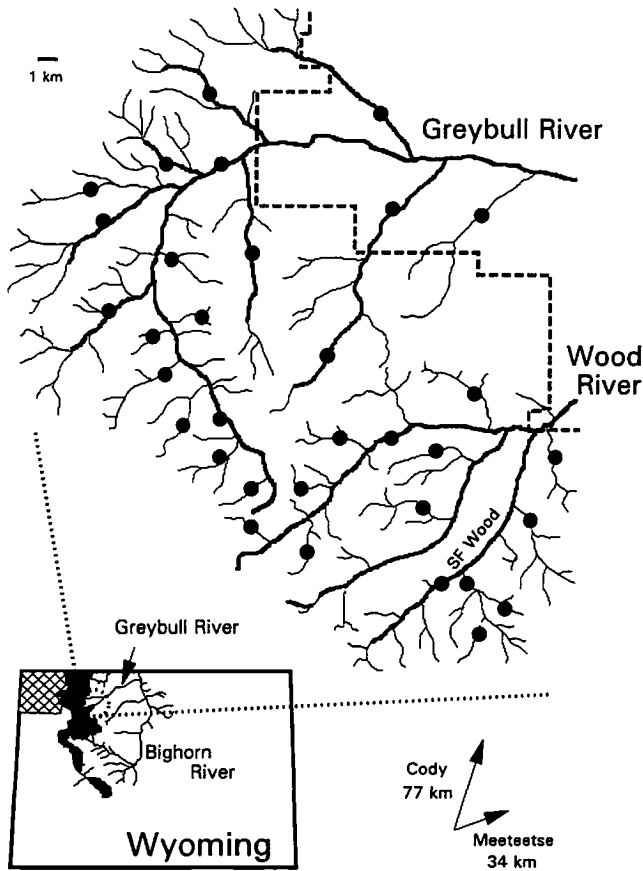 1 km
Greybull River
Wood
River
SF Wood
Greybull River
Bighorn
River
Wyoming
Cody
77 km
Meeteetse
34 km